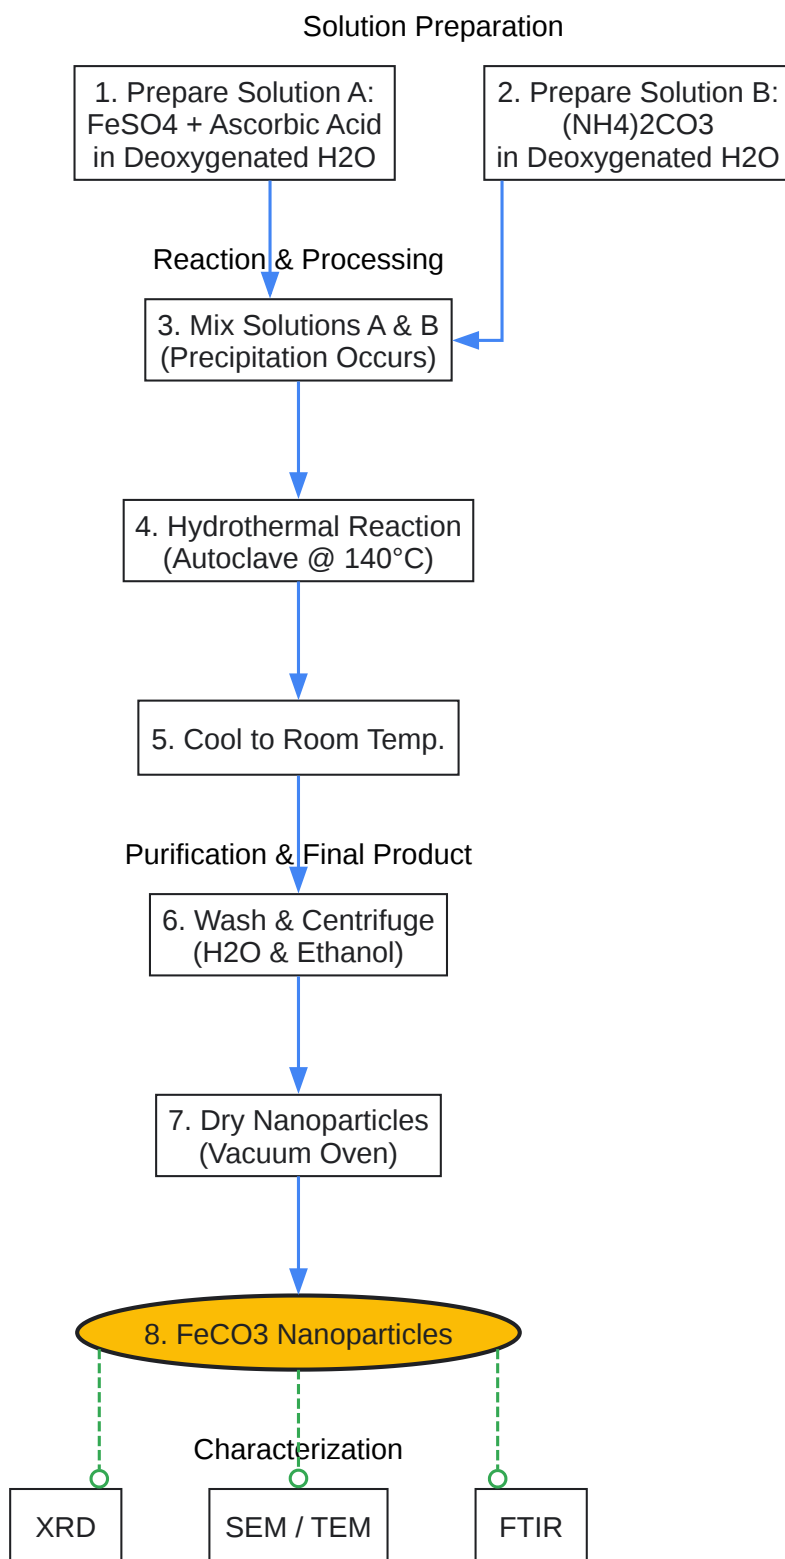 Solution Preparation
1. Prepare Solution A:
FeSO4 + Ascorbic Acid
in Deoxygenated H2O
2. Prepare Solution B:
(NH4)2CO3
in Deoxygenated H2O
Reaction & Processing
3. Mix Solutions A & B
(Precipitation Occurs)
4. Hydrothermal Reaction
(Autoclave @ 140°C)
5. Cool to Room Temp.
Purification & Final Product
6. Wash & Centrifuge
(H2O & Ethanol)
7. Dry Nanoparticles
(Vacuum Oven)
8. FeCO3 Nanoparticles
Characterization
XRD
SEM / TEM
FTIR